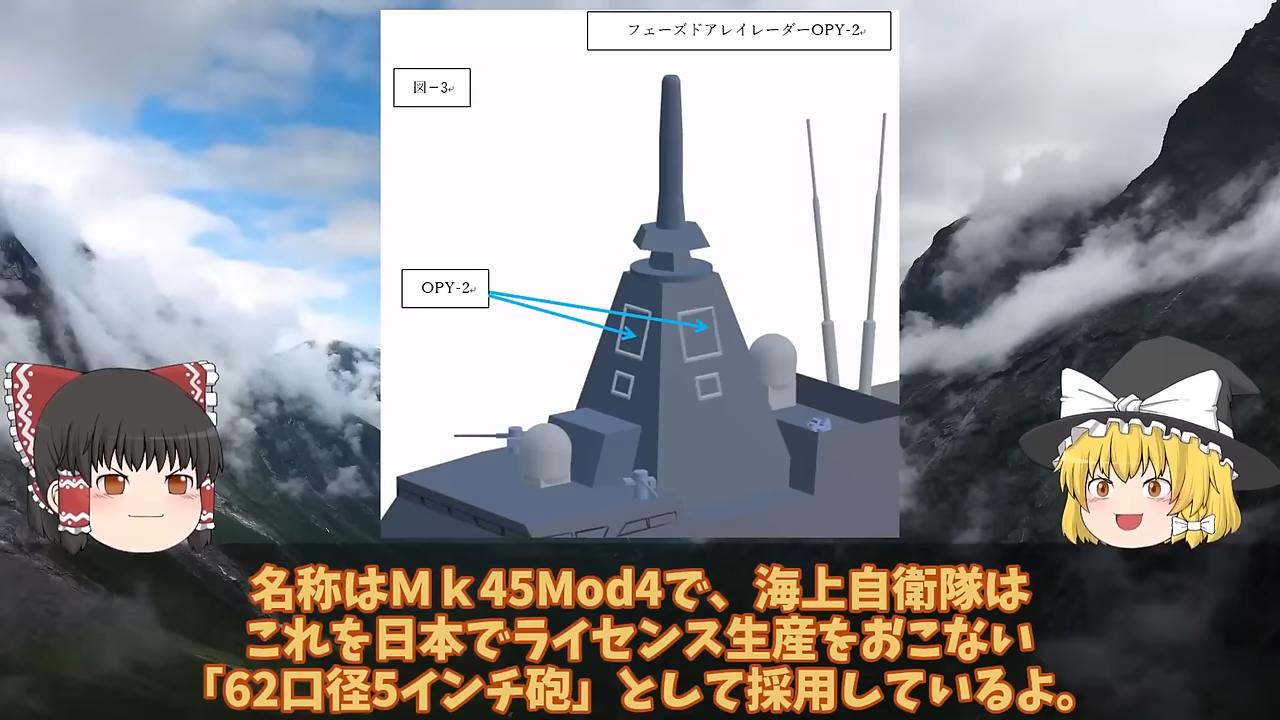 フェーズドアレイレーダーOPY-2
図－3
OPY-2
名称はＭｋ45Mod4で、海上自衛隊は
これを日本でライセンス生産をおこない
「62口径5インチ砲」として採用しているよ。